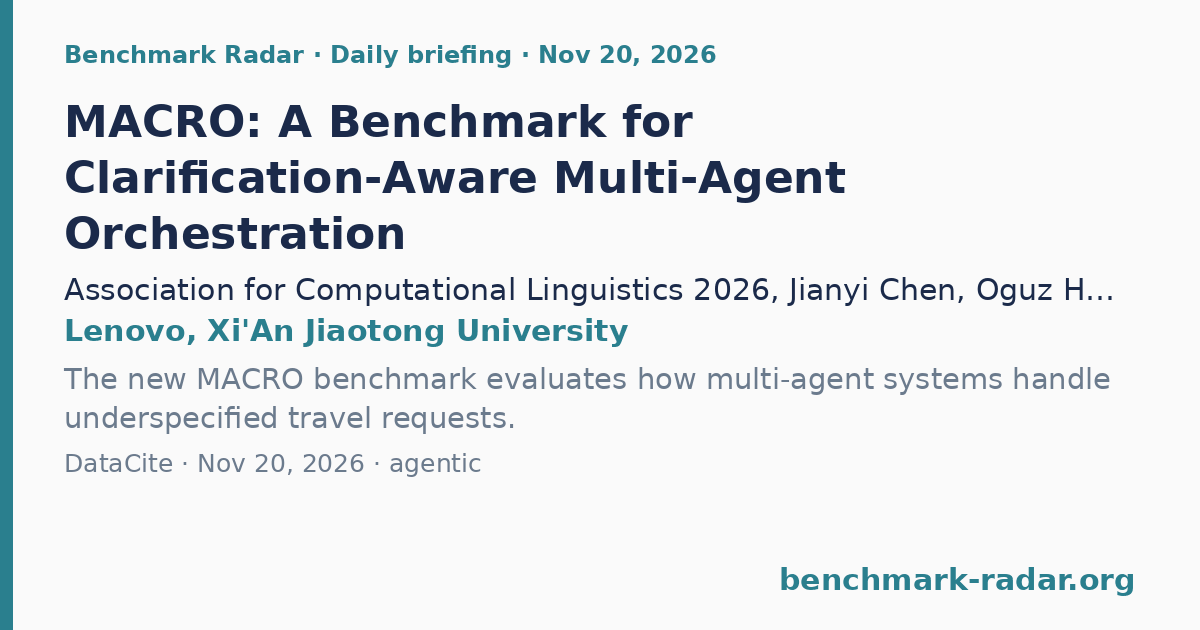 Benchmark Radar · Daily briefing · Nov 20, 2026
MACRO: A Benchmark for
Clarification-Aware Multi-Agent
Orchestration
Association for Computational Linguistics 2026, Jianyi Chen, Oguz H…
Lenovo, Xi'An Jiaotong University
The new MACRO benchmark evaluates how multi-agent systems handle
underspecified travel requests.
DataCite · Nov 20, 2026 · agentic
benchmark-radar.org